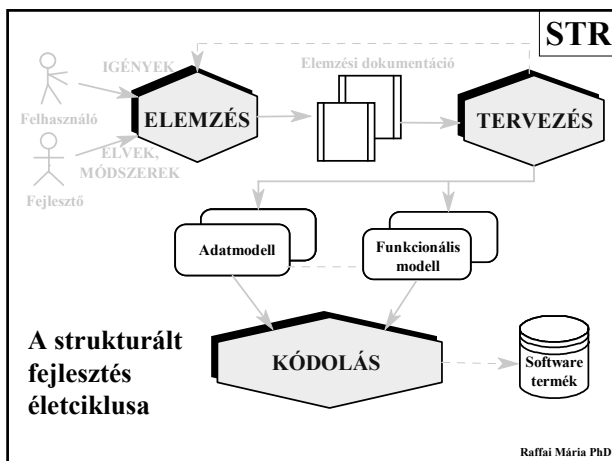 STR
IGÉNYEK
Elemzési dokumentáció
Felhasználó
ELEMZÉS
TERVEZÉS
ÉLVEK,
MÓDSZEREK
Fejlesztő
Adatmodell
Funkcionális
modell
A strukturált
fejlesztés
életciklusa
KÓDOLÁS
Software
termék
Raffai Mária PhD